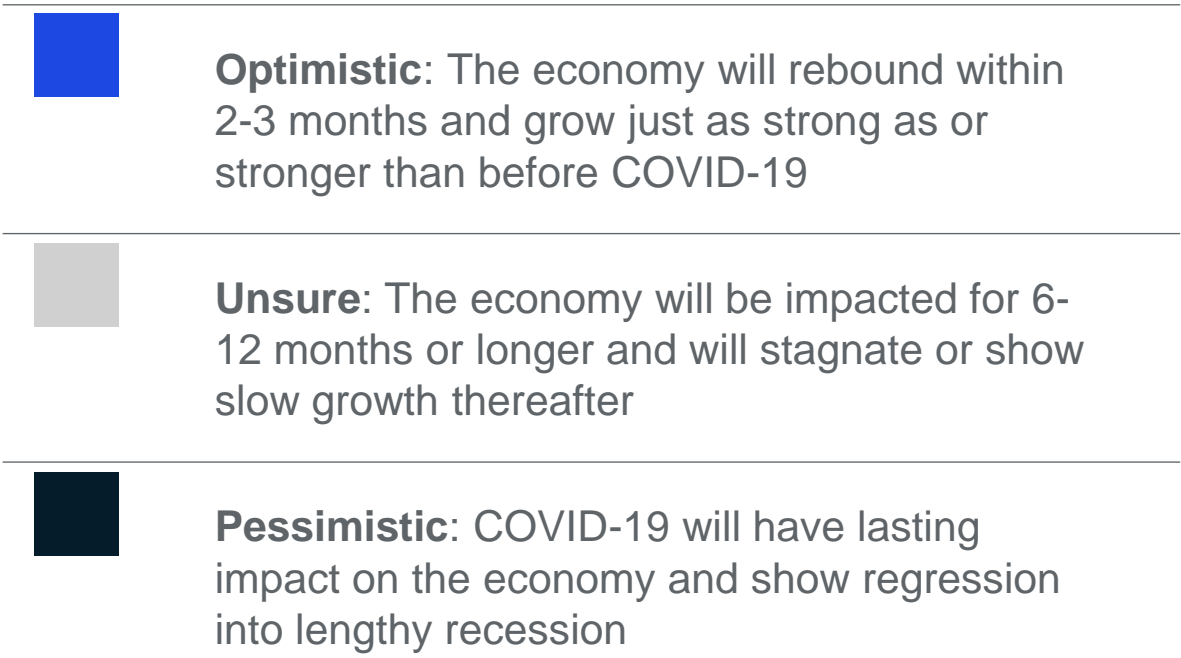 Optimistic: The economy will rebound within
2-3 months and grow just as strong as or
stronger than before COVID-19
Unsure: The economy will be impacted for 6-
12 months or longer and will stagnate or show
slow growth thereafter
Pessimistic: COVID-19 will have lasting
impact on the economy and show regression
into lengthy recession